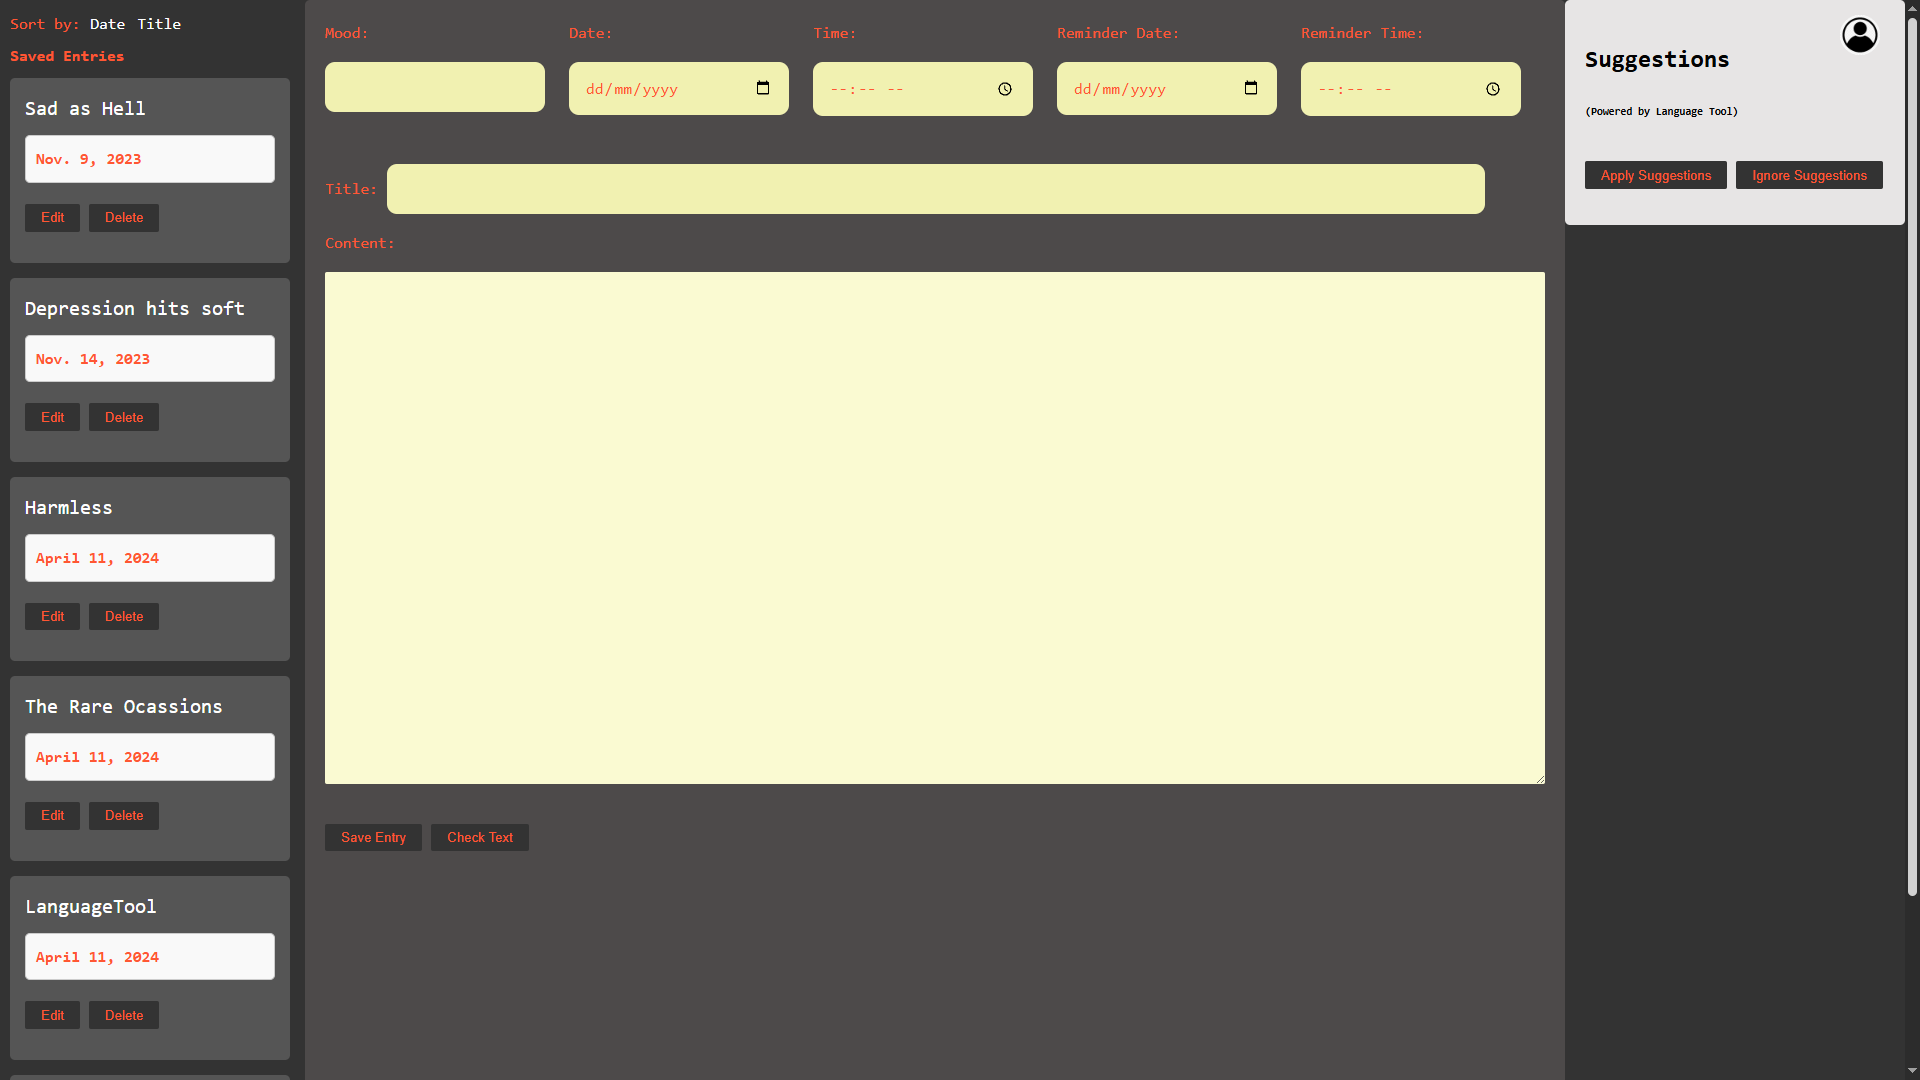 Sort by: Date Title
Saved Entries
Sad as Hell
Nov. 9, 2023
Edit Delete
Depression hits soft
Nov. 14, 2023
Edit Delete
Harmless
April 11, 2024
Edit Delete
The Rare Ocassions
April 11, 2024
Edit Delete
LanguageTool
April 11, 2024
Edit Delete
Mood: Date: Time: Reminder Date: Reminder Time:
dd/mm/yyyy --:-- -- dd/mm/yyyy --:-- --
Title:
Content:
Save Entry Check Text
Suggestions
(Powered by Language Tool)
Apply Suggestions Ignore Suggestions